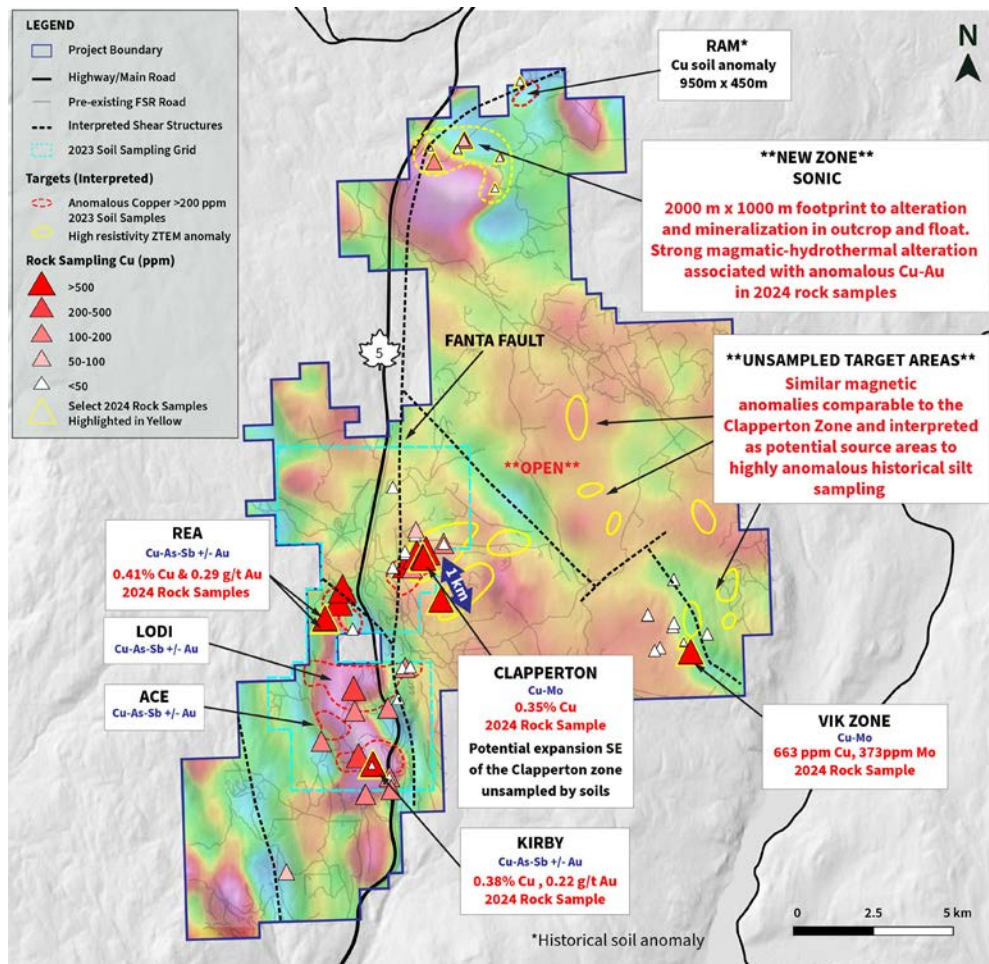 LEGEND
Project Boundary
Highway/Main Road
Pre-existing FSR Road
Interpreted Shear Structures
2023 Soil Sampling Grid
Targets (Interpreted)
Anomalous Copper >200 ppm
2023 Soil Samples
High resistivity ZTEM anomaly
Rock Sampling Cu (ppm)
>500
200-500
100-200
50-100
<50
Select 2024 Rock Samples
Highlighted in Yellow
N
RAM*
Cu soil anomaly
950m x 450m
**NEW ZONE**
SONIC
2000 m x 1000 m footprint to alteration
and mineralization in outcrop and float.
Strong magmatic-hydrothermal alteration
associated with anomalous Cu-Au
in 2024 rock samples
5
FANTA FAULT
**UNSAMPLED TARGET AREAS**
Similar magnetic
anomalies comparable to the
Clapperton Zone and interpreted
as potential source areas to
highly anomalous historical silt
sampling
**OPEN**
REA
Cu-As-Sb +/- Au
0.41% Cu & 0.29 g/t Au
2024 Rock Samples
1 km
LODI
Cu-As-Sb +/- Au
ACE
Cu-As-Sb +/- Au
CLAPPERTON
Cu-Mo
0.35% Cu
2024 Rock Sample
Potential expansion SE
of the Clapperton zone
unsampled by soils
VIK ZONE
Cu-Mo
663 ppm Cu, 373ppm Mo
2024 Rock Sample
KIRBY
Cu-As-Sb +/- Au
0.38% Cu , 0.22 g/t Au
2024 Rock Sample
0 2.5 5 km
*Historical soil anomaly